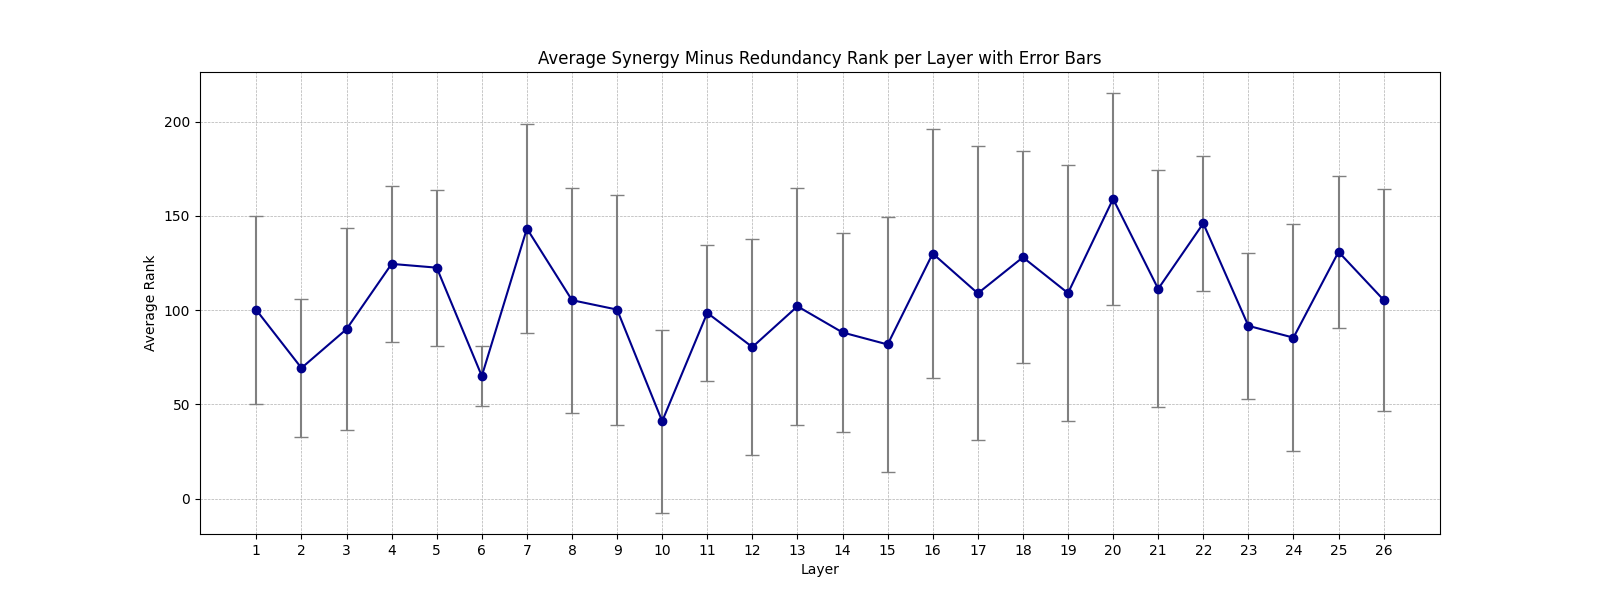 Average Synergy Minus Redundancy Rank per Layer with Error Bars
200
150
100
50
0
Average Rank
1 2 3 4 5 6 7 8 9 10 11 12 13 14 15 16 17 18 19 20 21 22 23 24 25 26
Layer